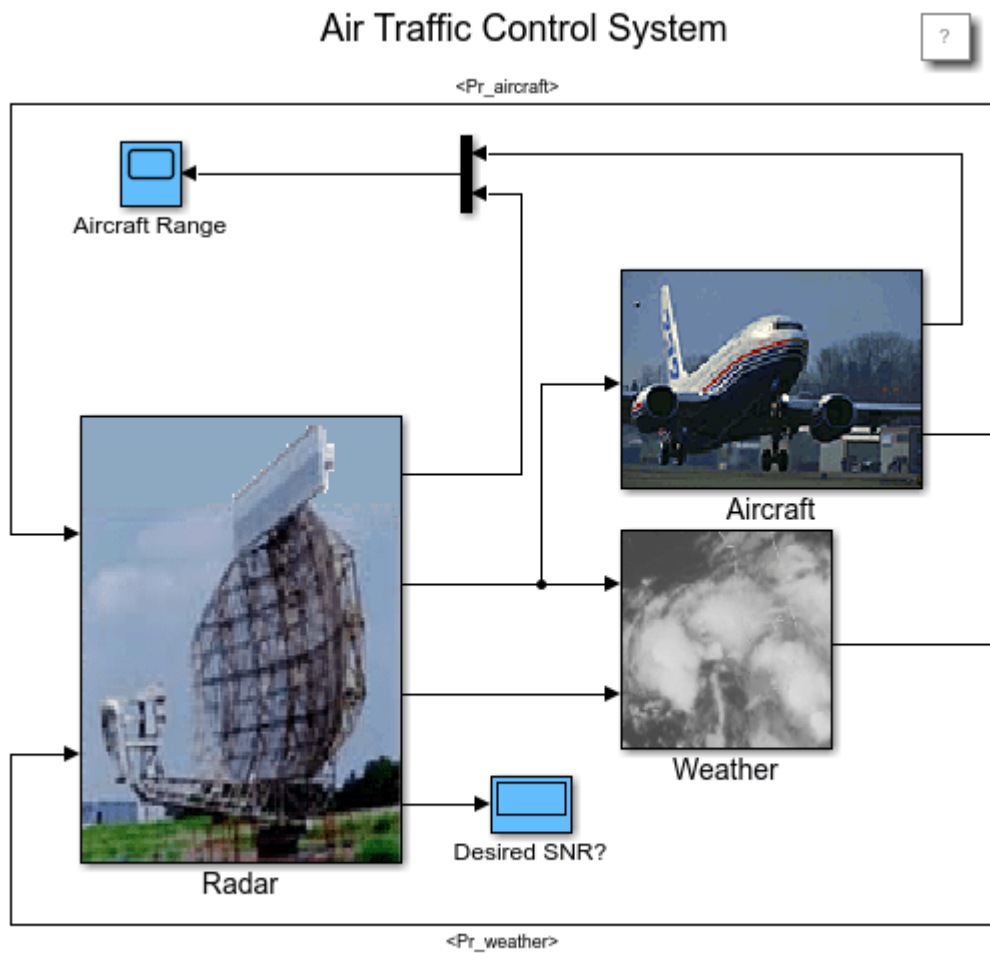 Air Traffic Control System
?
<Pr_aircraft>
Aircraft Range
Aircraft
Weather
Desired SNR?
Radar
<Pr_weather>